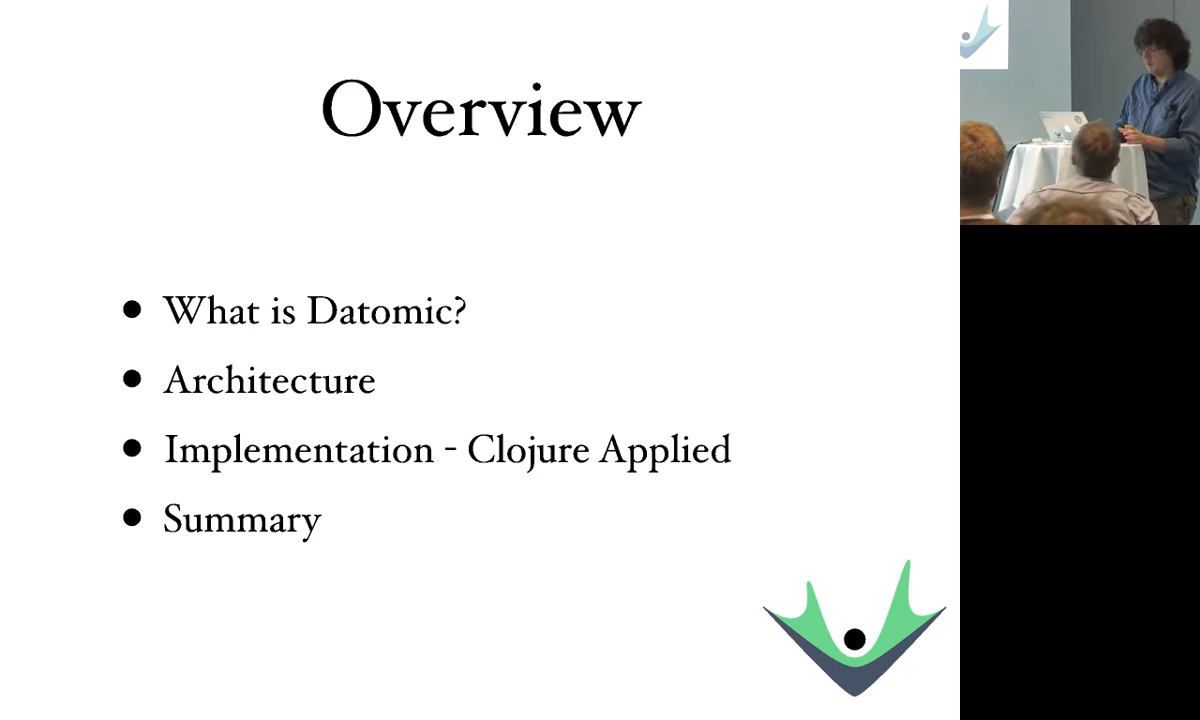 Overview
What is Datomic?
Architecture
Implementation - Clojure Applied
Summary